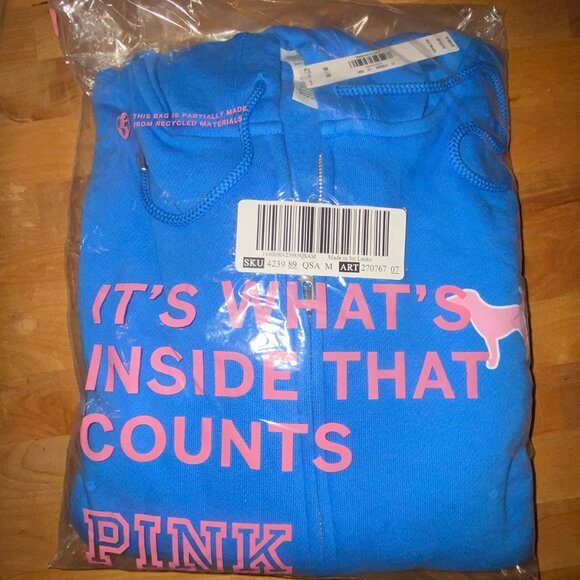 THIS BAG IS PARTIALLY MADE
FROM RECYCLED MATERIALS
Made in Sri Lanka
SKU 4239 89 QSA M ART 270767 07
IT'S WHAT'S
INSIDE THAT
COUNTS
PINK